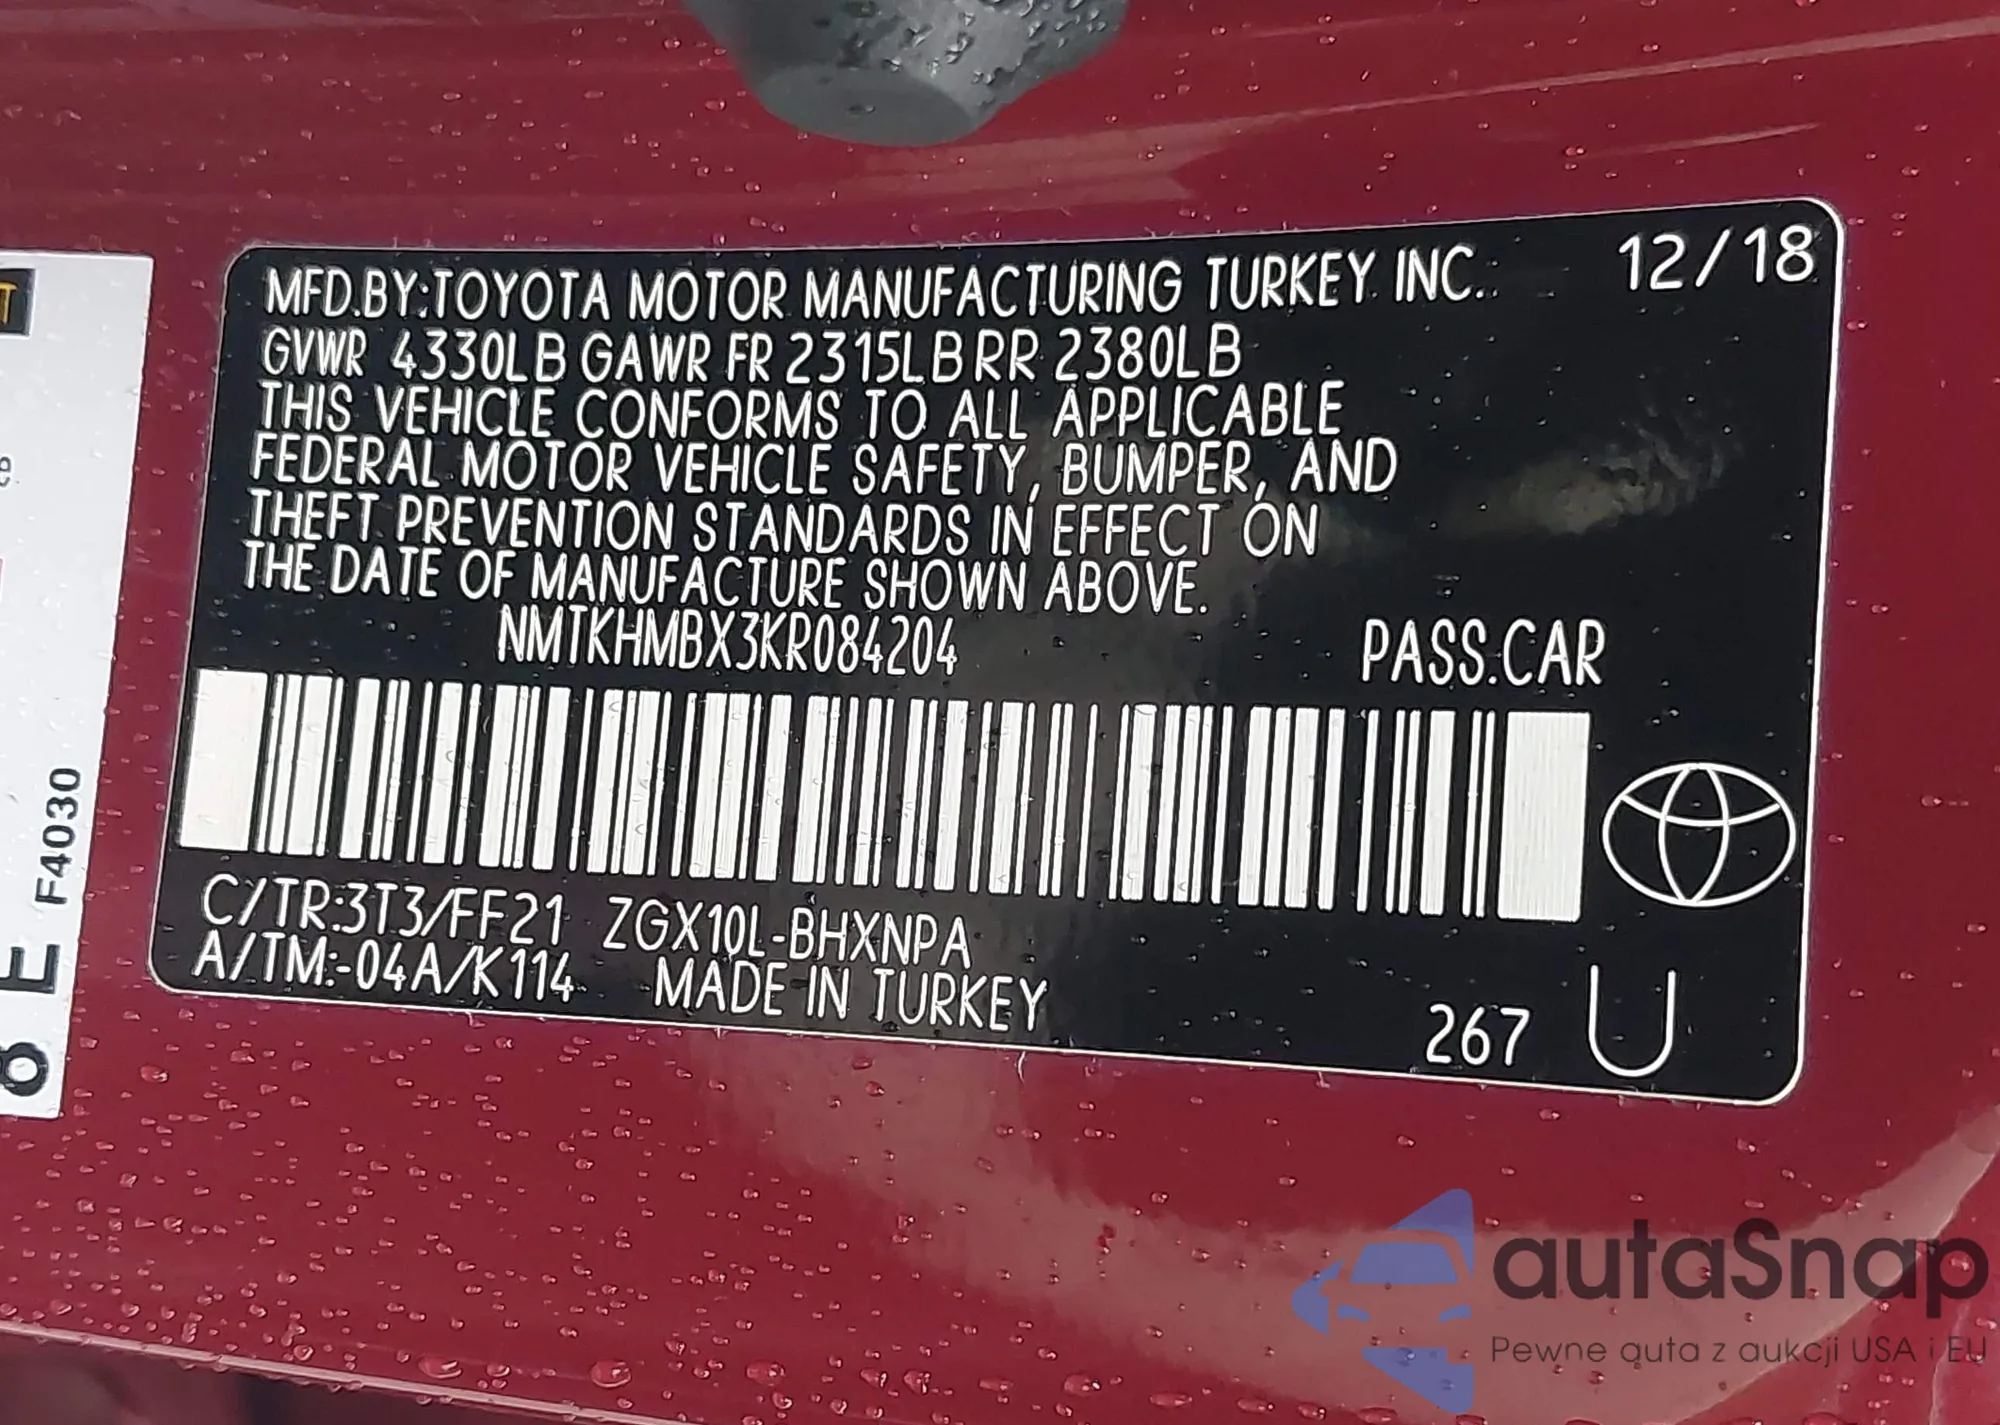 MFD.BY:TOYOTA MOTOR MANUFACTURING TURKEY INC. 12/18
GVWR 4330LB GAWR FR 2315LB RR 2380LB
THIS VEHICLE CONFORMS TO ALL APPLICABLE
FEDERAL MOTOR VEHICLE SAFETY, BUMPER, AND
THEFT PREVENTION STANDARDS IN EFFECT ON
THE DATE OF MANUFACTURE SHOWN ABOVE.
NMTKHMBX3KR084204 PASS.CAR
C/TR:3T3/FF21 ZGX10L-BHXNPA
A/TM:-04A/K114 MADE IN TURKEY
267 U
F4030
8 E
autaSnap
Pewne auta z aukcji USA i EU